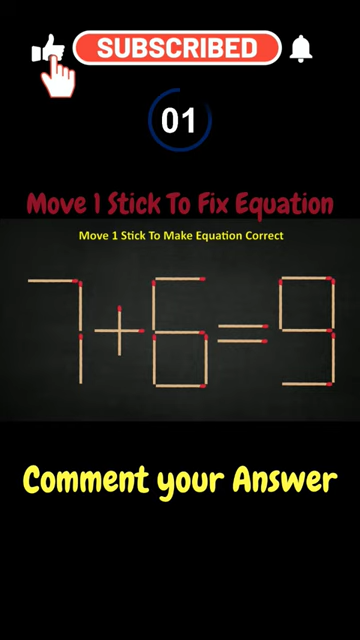 SUBSCRIBED
01
Move 1 Stick To Fix Equation
Move 1 Stick To Make Equation Correct
7+6=9
Comment your Answer